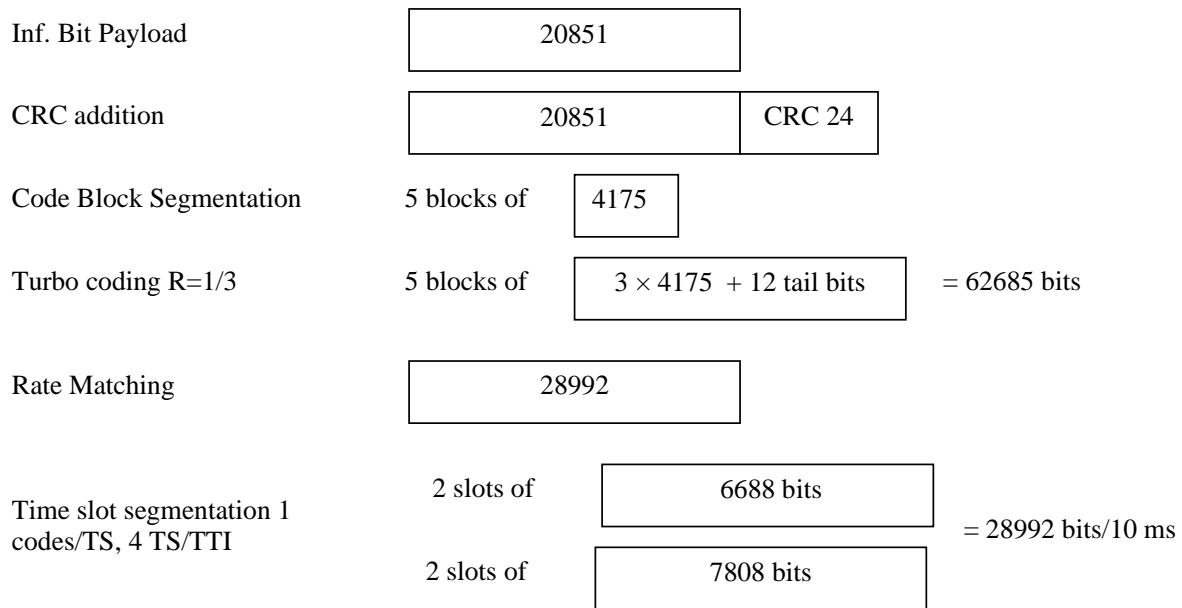 Inf. Bit Payload 20851
CRC addition 20851 CRC 24
Code Block Segmentation 5 blocks of 4175
Turbo coding R=1/3 5 blocks of 3 × 4175 + 12 tail bits = 62685 bits
Rate Matching 28992
2 slots of 6688 bits
Time slot segmentation 1
codes/TS, 4 TS/TTI
= 28992 bits/10 ms
2 slots of 7808 bits